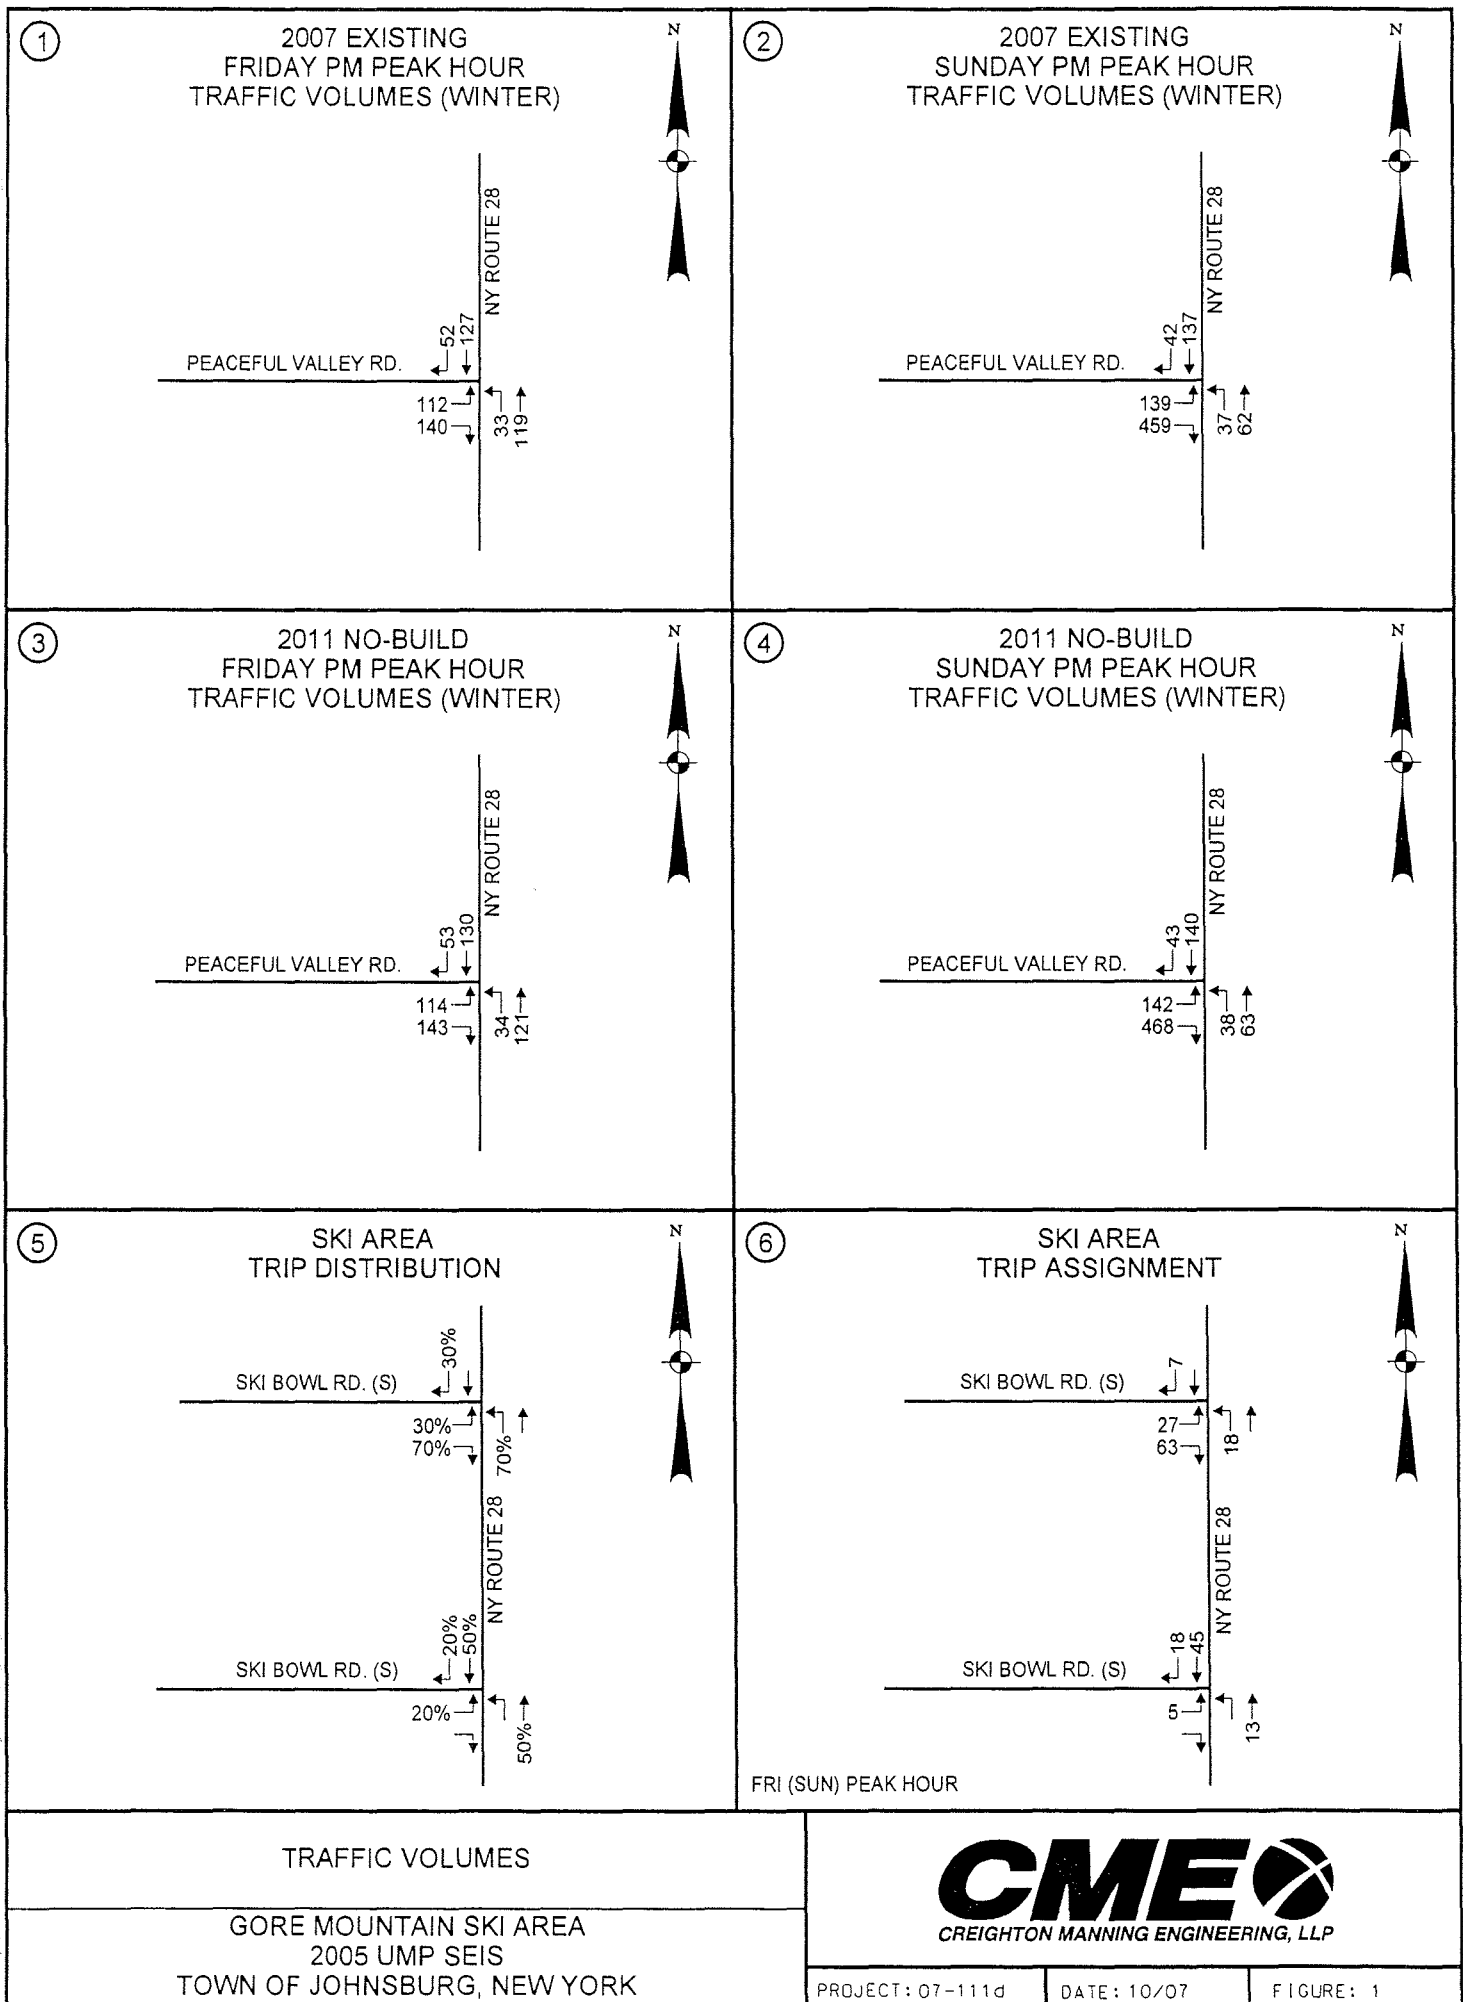 1
2007 EXISTING
FRIDAY PM PEAK HOUR
TRAFFIC VOLUMES (WINTER)
N
NY ROUTE 28
52
127
PEACEFUL VALLEY RD.
112
140
33
119
2
2007 EXISTING
SUNDAY PM PEAK HOUR
TRAFFIC VOLUMES (WINTER)
N
NY ROUTE 28
42
137
PEACEFUL VALLEY RD.
139
459
37
62
3
2011 NO-BUILD
FRIDAY PM PEAK HOUR
TRAFFIC VOLUMES (WINTER)
N
NY ROUTE 28
53
130
PEACEFUL VALLEY RD.
114
143
34
121
4
2011 NO-BUILD
SUNDAY PM PEAK HOUR
TRAFFIC VOLUMES (WINTER)
N
NY ROUTE 28
43
140
PEACEFUL VALLEY RD.
142
468
38
63
5
SKI AREA
TRIP DISTRIBUTION
N
30%
SKI BOWL RD. (S)
30%
70%
70%
NY ROUTE 28
20%
50%
SKI BOWL RD. (S)
20%
50%
6
SKI AREA
TRIP ASSIGNMENT
N
7
SKI BOWL RD. (S)
27
63
18
NY ROUTE 28
18
45
SKI BOWL RD. (S)
5
13
FRI (SUN) PEAK HOUR
TRAFFIC VOLUMES
GORE MOUNTAIN SKI AREA
2005 UMP SEIS
TOWN OF JOHNSBURG, NEW YORK
CME
CREIGHTON MANNING ENGINEERING, LLP
PROJECT: 07-111d
DATE: 10/07
FIGURE: 1